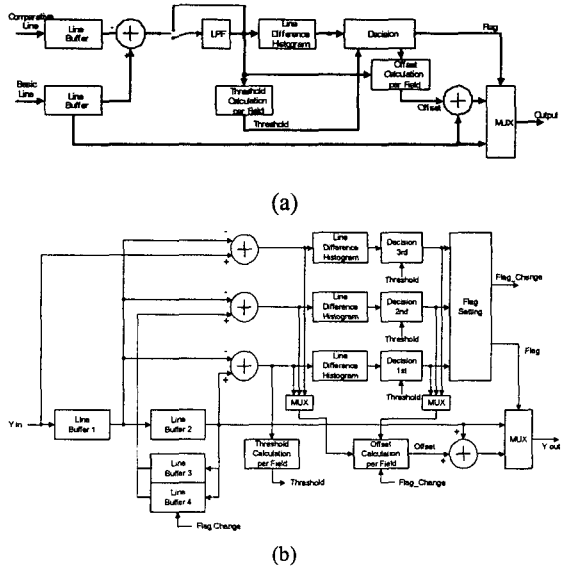 Comparative
Line
Line
Buffer
-
+
LPF
Line
Difference
Histogram
Decision
Flag
Basic
Line
Line
Buffer
+
Threshold
Calculation
per Field
Threshold
Offset
Calculation
per Field
Offset
MUX
Output
(a)
-
+
Line
Difference
Histogram
Decision
3rd
Threshold
Flag_Change
-
+
Line
Difference
Histogram
Decision
2nd
Threshold
Flag
Setting
Flag
-
+
Line
Difference
Histogram
Decision
1st
Threshold
MUX
MUX
Y in
Line
Buffer 1
Line
Buffer 2
Line
Buffer 3
Line
Buffer 4
Flag Change
Threshold
Calculation
per Field
Threshold
Offset
Calculation
per Field
Offset
Flag_Change
+
+
MUX
Y out
(b)